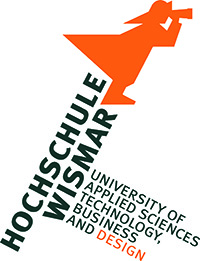 HOCHSCHULE
WISMAR
UNIVERSITY OF
APPLIED SCIENCES
TECHNOLOGY,
BUSINESS
AND DESIGN